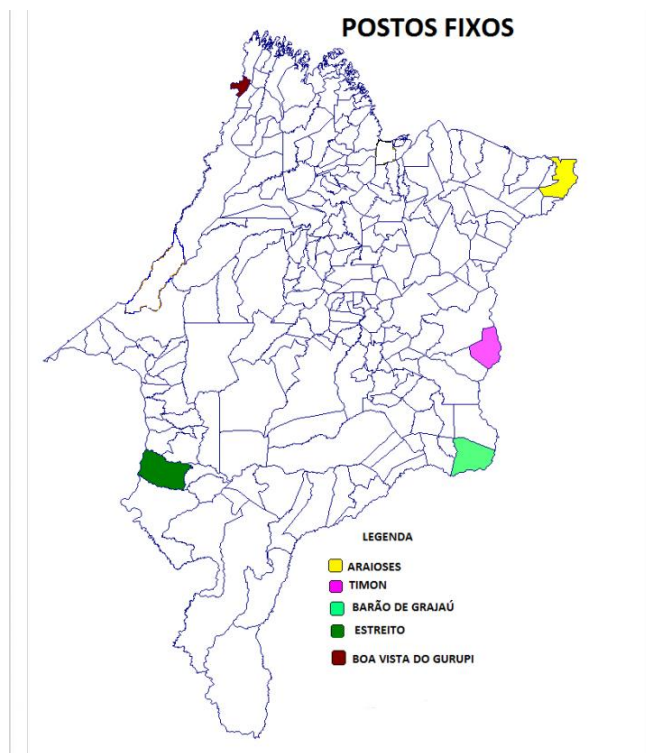 POSTOS FIXOS
LEGENDA
ARAIOSES
TIMON
BARÃO DE GRAJAÚ
ESTREITO
BOA VISTA DO GURUPI